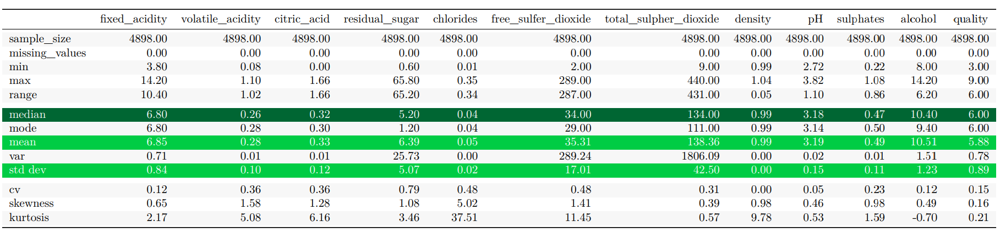 fixed_acidity volatile_acidity citric_acid residual_sugar chlorides free_sulfer_dioxide total_sulpher_dioxide density pH sulphates alcohol quality
sample_size 4898.00 4898.00 4898.00 4898.00 4898.00 4898.00 4898.00 4898.00 4898.00 4898.00 4898.00 4898.00
missing_values 0.00 0.00 0.00 0.00 0.00 0.00 0.00 0.00 0.00 0.00 0.00 0.00
min 3.80 0.08 0.00 0.60 0.01 2.00 9.00 0.99 2.72 0.22 8.00 3.00
max 14.20 1.10 1.66 65.80 0.35 289.00 440.00 1.04 3.82 1.08 14.20 9.00
range 10.40 1.02 1.66 65.20 0.34 287.00 431.00 0.05 1.10 0.86 6.20 6.00
median 6.80 0.26 0.32 5.20 0.04 34.00 134.00 0.99 3.18 0.47 10.40 6.00
mode 6.80 0.28 0.30 1.20 0.04 29.00 111.00 0.99 3.14 0.50 9.40 6.00
mean 6.85 0.28 0.33 6.39 0.05 35.31 138.36 0.99 3.19 0.49 10.51 5.88
var 0.71 0.01 0.01 25.73 0.00 289.24 1806.09 0.00 0.02 0.01 1.51 0.78
std dev 0.84 0.10 0.12 5.07 0.02 17.01 42.50 0.00 0.15 0.11 1.23 0.89
cv 0.12 0.36 0.36 0.79 0.48 0.48 0.31 0.00 0.05 0.23 0.12 0.15
skewness 0.65 1.58 1.28 1.08 5.02 1.41 0.39 0.98 0.46 0.98 0.49 0.16
kurtosis 2.17 5.08 6.16 3.46 37.51 11.45 0.57 9.78 0.53 1.59 -0.70 0.21